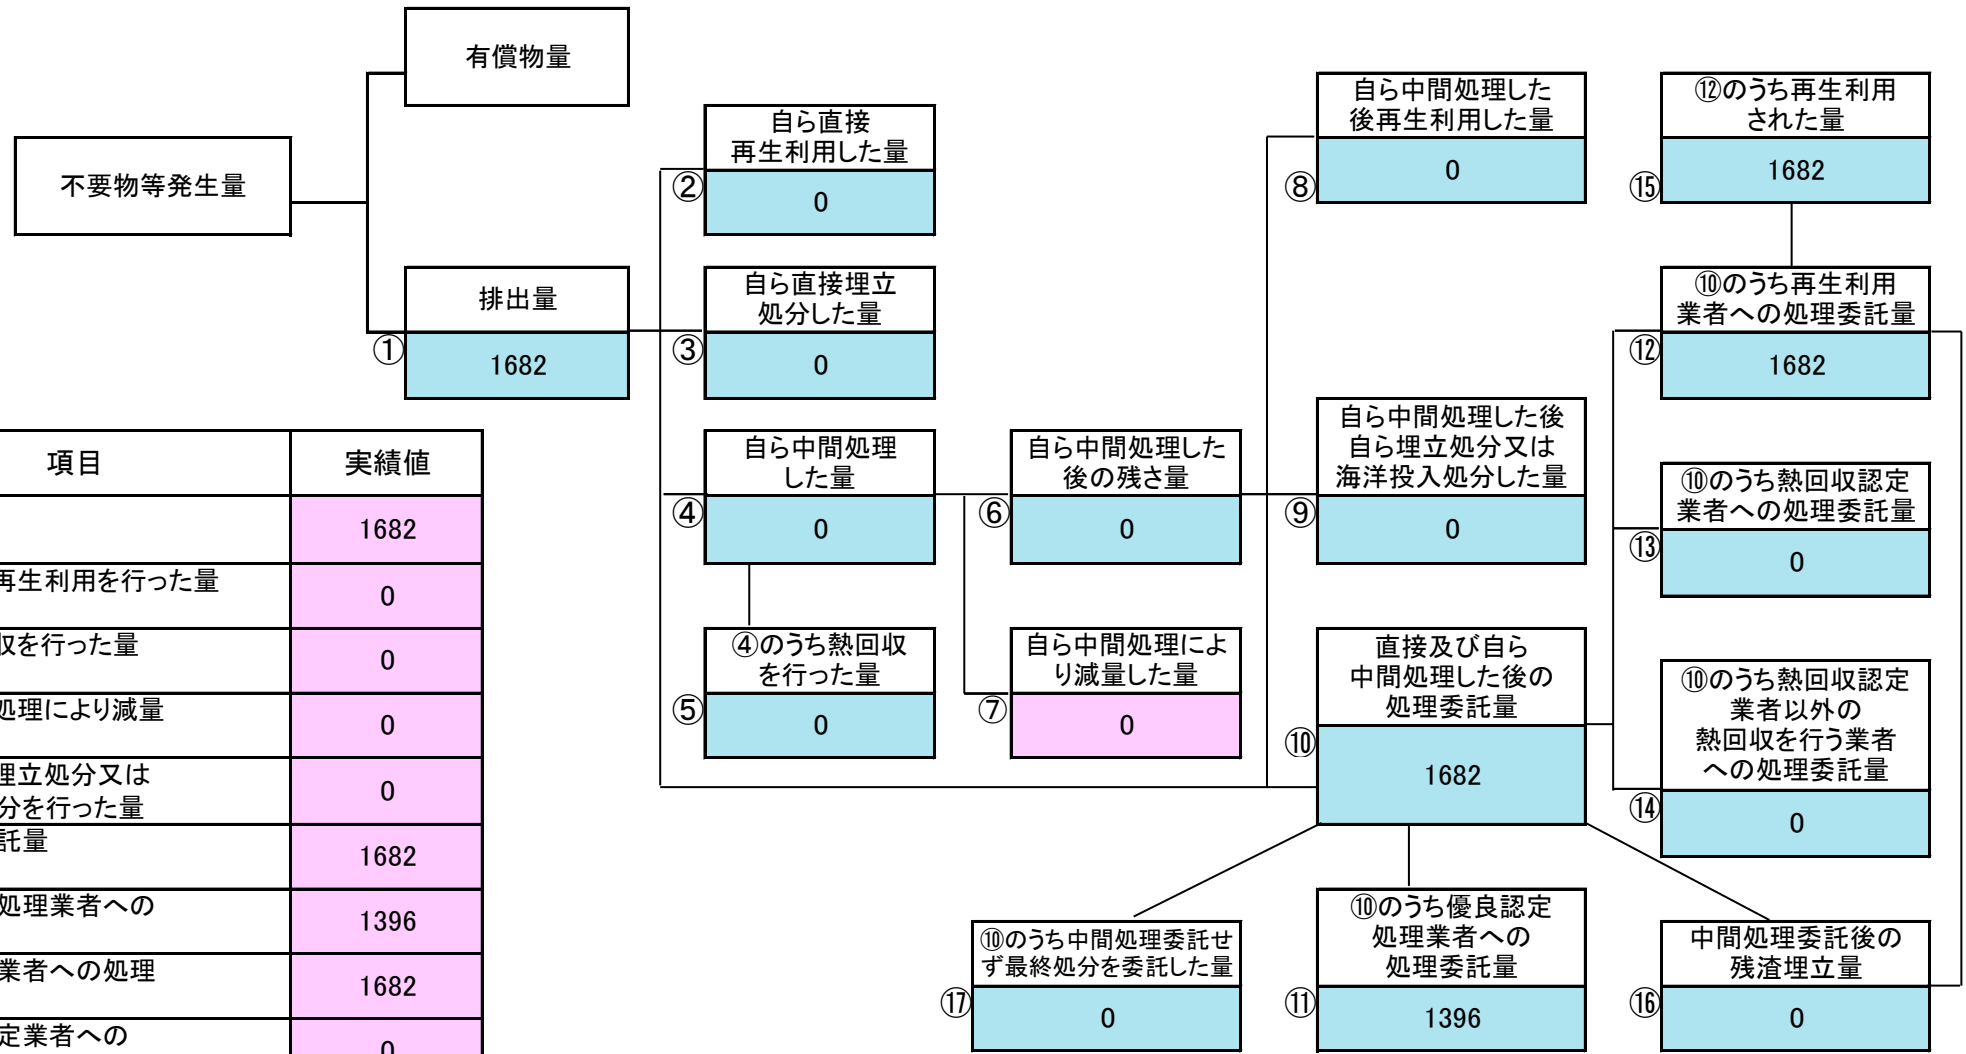 有償物量
不要物等発生量
排出量
①
1682
自ら直接
再生利用した量
②
0
自ら直接埋立
処分した量
③
0
自ら中間処理
した量
④
0
④のうち熱回収
を行った量
⑤
0
自ら中間処理した
後の残さ量
⑥
0
自ら中間処理によ
り減量した量
⑦
0
自ら中間処理した
後再生利用した量
⑧
0
自ら中間処理した後
自ら埋立処分又は
海洋投入処分した量
⑨
0
直接及び自ら
中間処理した後の
処理委託量
⑩
1682
⑫のうち再生利用
された量
⑮
1682
⑩のうち再生利用
業者への処理委託量
⑫
1682
⑩のうち熱回収認定
業者への処理委託量
⑬
0
⑩のうち熱回収認定
業者以外の
熱回収を行う業者
への処理委託量
⑭
0
⑩のうち中間処理委託せ
ず最終処分を委託した量
⑰
0
⑩のうち優良認定
処理業者への
処理委託量
⑪
1396
中間処理委託後の
残渣埋立量
⑯
0
項目 実績値
1682
再生利用を行った量
0
収を行った量
0
処理により減量
0
埋立処分又は
分を行った量
0
託量
1682
処理業者への
1396
業者への処理
1682
定業者への
0